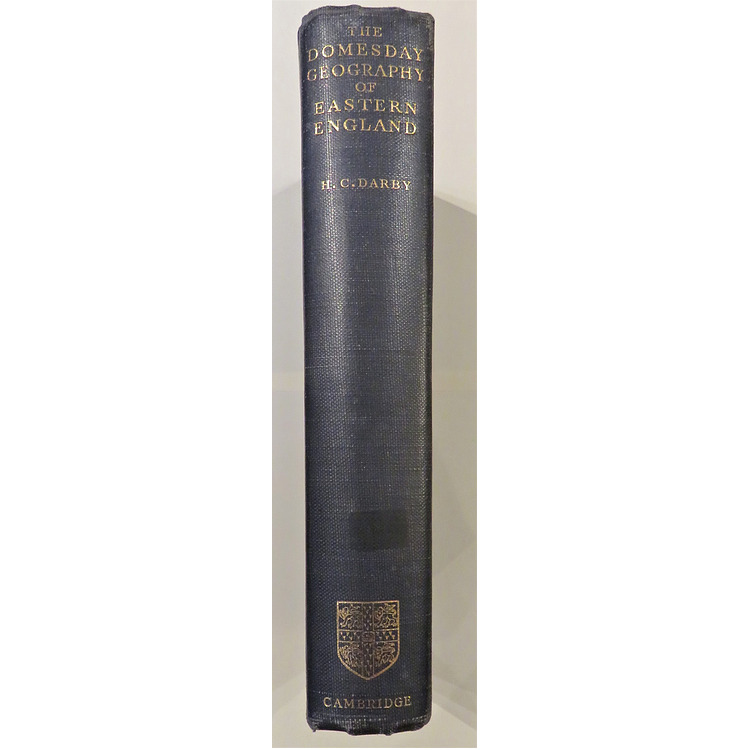 THE
DOMESDAY
GEOGRAPHY
OF
EASTERN
ENGLAND
H. C. DARBY
CAMBRIDGE